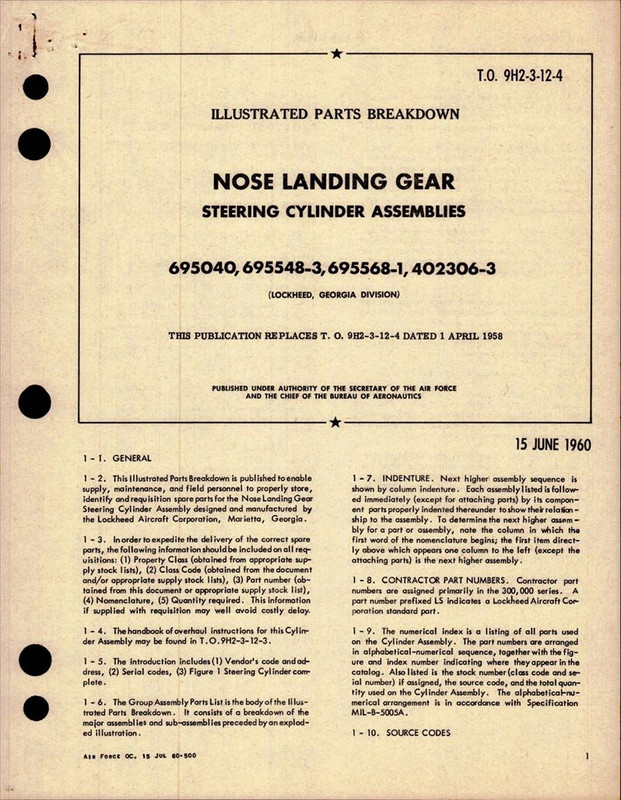 T.O. 9H2-3-12-4
ILLUSTRATED PARTS BREAKDOWN
NOSE LANDING GEAR
STEERING CYLINDER ASSEMBLIES
695040, 695548-3, 695568-1, 402306-3
(LOCKHEED, GEORGIA DIVISION)
THIS PUBLICATION REPLACES T. O. 9H2-3-12-4 DATED 1 APRIL 1958
PUBLISHED UNDER AUTHORITY OF THE SECRETARY OF THE AIR FORCE
AND THE CHIEF OF THE BUREAU OF AERONAUTICS
15 JUNE 1960
1 - 1. GENERAL
1 - 2. This Illustrated Parts Breakdown is published to enable
supply, maintenance, and field personnel to properly store,
identify and requisition spare parts for the Nose Landing Gear
Steering Cylinder Assembly designed and manufactured by
the Lockheed Aircraft Corporation, Marietta, Georgia.
1 - 3. In order to expedite the delivery of the correct spare
parts, the following information should be included on all req-
uisitions: (1) Property Class (obtained from appropriate sup-
ply stock lists), (2) Class Code (obtained from the document
and/or appropriate supply stock lists), (3) Part number (ob-
tained from this document or appropriate supply stock list),
(4) Nomenclature, (5) Quantity required. This information
if supplied with requisition may well avoid costly delay.
1 - 4. The handbook of overhaul instructions for this Cylin-
der Assembly may be found in T.O.9H2-3-12-3.
1 - 5. The introduction includes (1) Vendor's code and ad-
dress, (2) Serial codes, (3) Figure 1 Steering Cylinder com-
plete.
1 - 6. The Group Assembly Parts List is the body of the Illus-
trated Parts Breakdown. It consists of a breakdown of the
major assemblies and sub-assemblies preceded by an explod-
ed illustration.
1 - 7. INDENTURE. Next higher assembly sequence is
shown by column indenture. Each assembly listed is follow-
ed immediately (except for attaching parts) by its compon-
ent parts properly indented thereunder to show their relation-
ship to the assembly. To determine the next higher assem-
bly for a part or assembly, note the column in which the
first word of the nomenclature begins; the first item direct-
ly above which appears one column to the left (except the
attaching parts) is the next higher assembly.
1 - 8. CONTRACTOR PART NUMBERS. Contractor part
numbers are assigned primarily in the 300,000 series. A
part number prefixed LS indicates a Lockheed Aircraft Cor-
poration standard part.
1 - 9. The numerical index is a listing of all parts used
on the Cylinder Assembly. The part numbers are arranged
in alphabetical-numerical sequence, together with the fig-
ure and index number indicating where they appear in the
catalog. Also listed is the stock number (class code and se-
ial number) if assigned, the source code, and the total quan-
tity used on the Cylinder Assembly. The alphabetical-nu-
merical arrangement is in accordance with Specification
MIL-B-5005A.
1 - 10. SOURCE CODES
AIR FORCE OC, 15 JUL 60-500
1